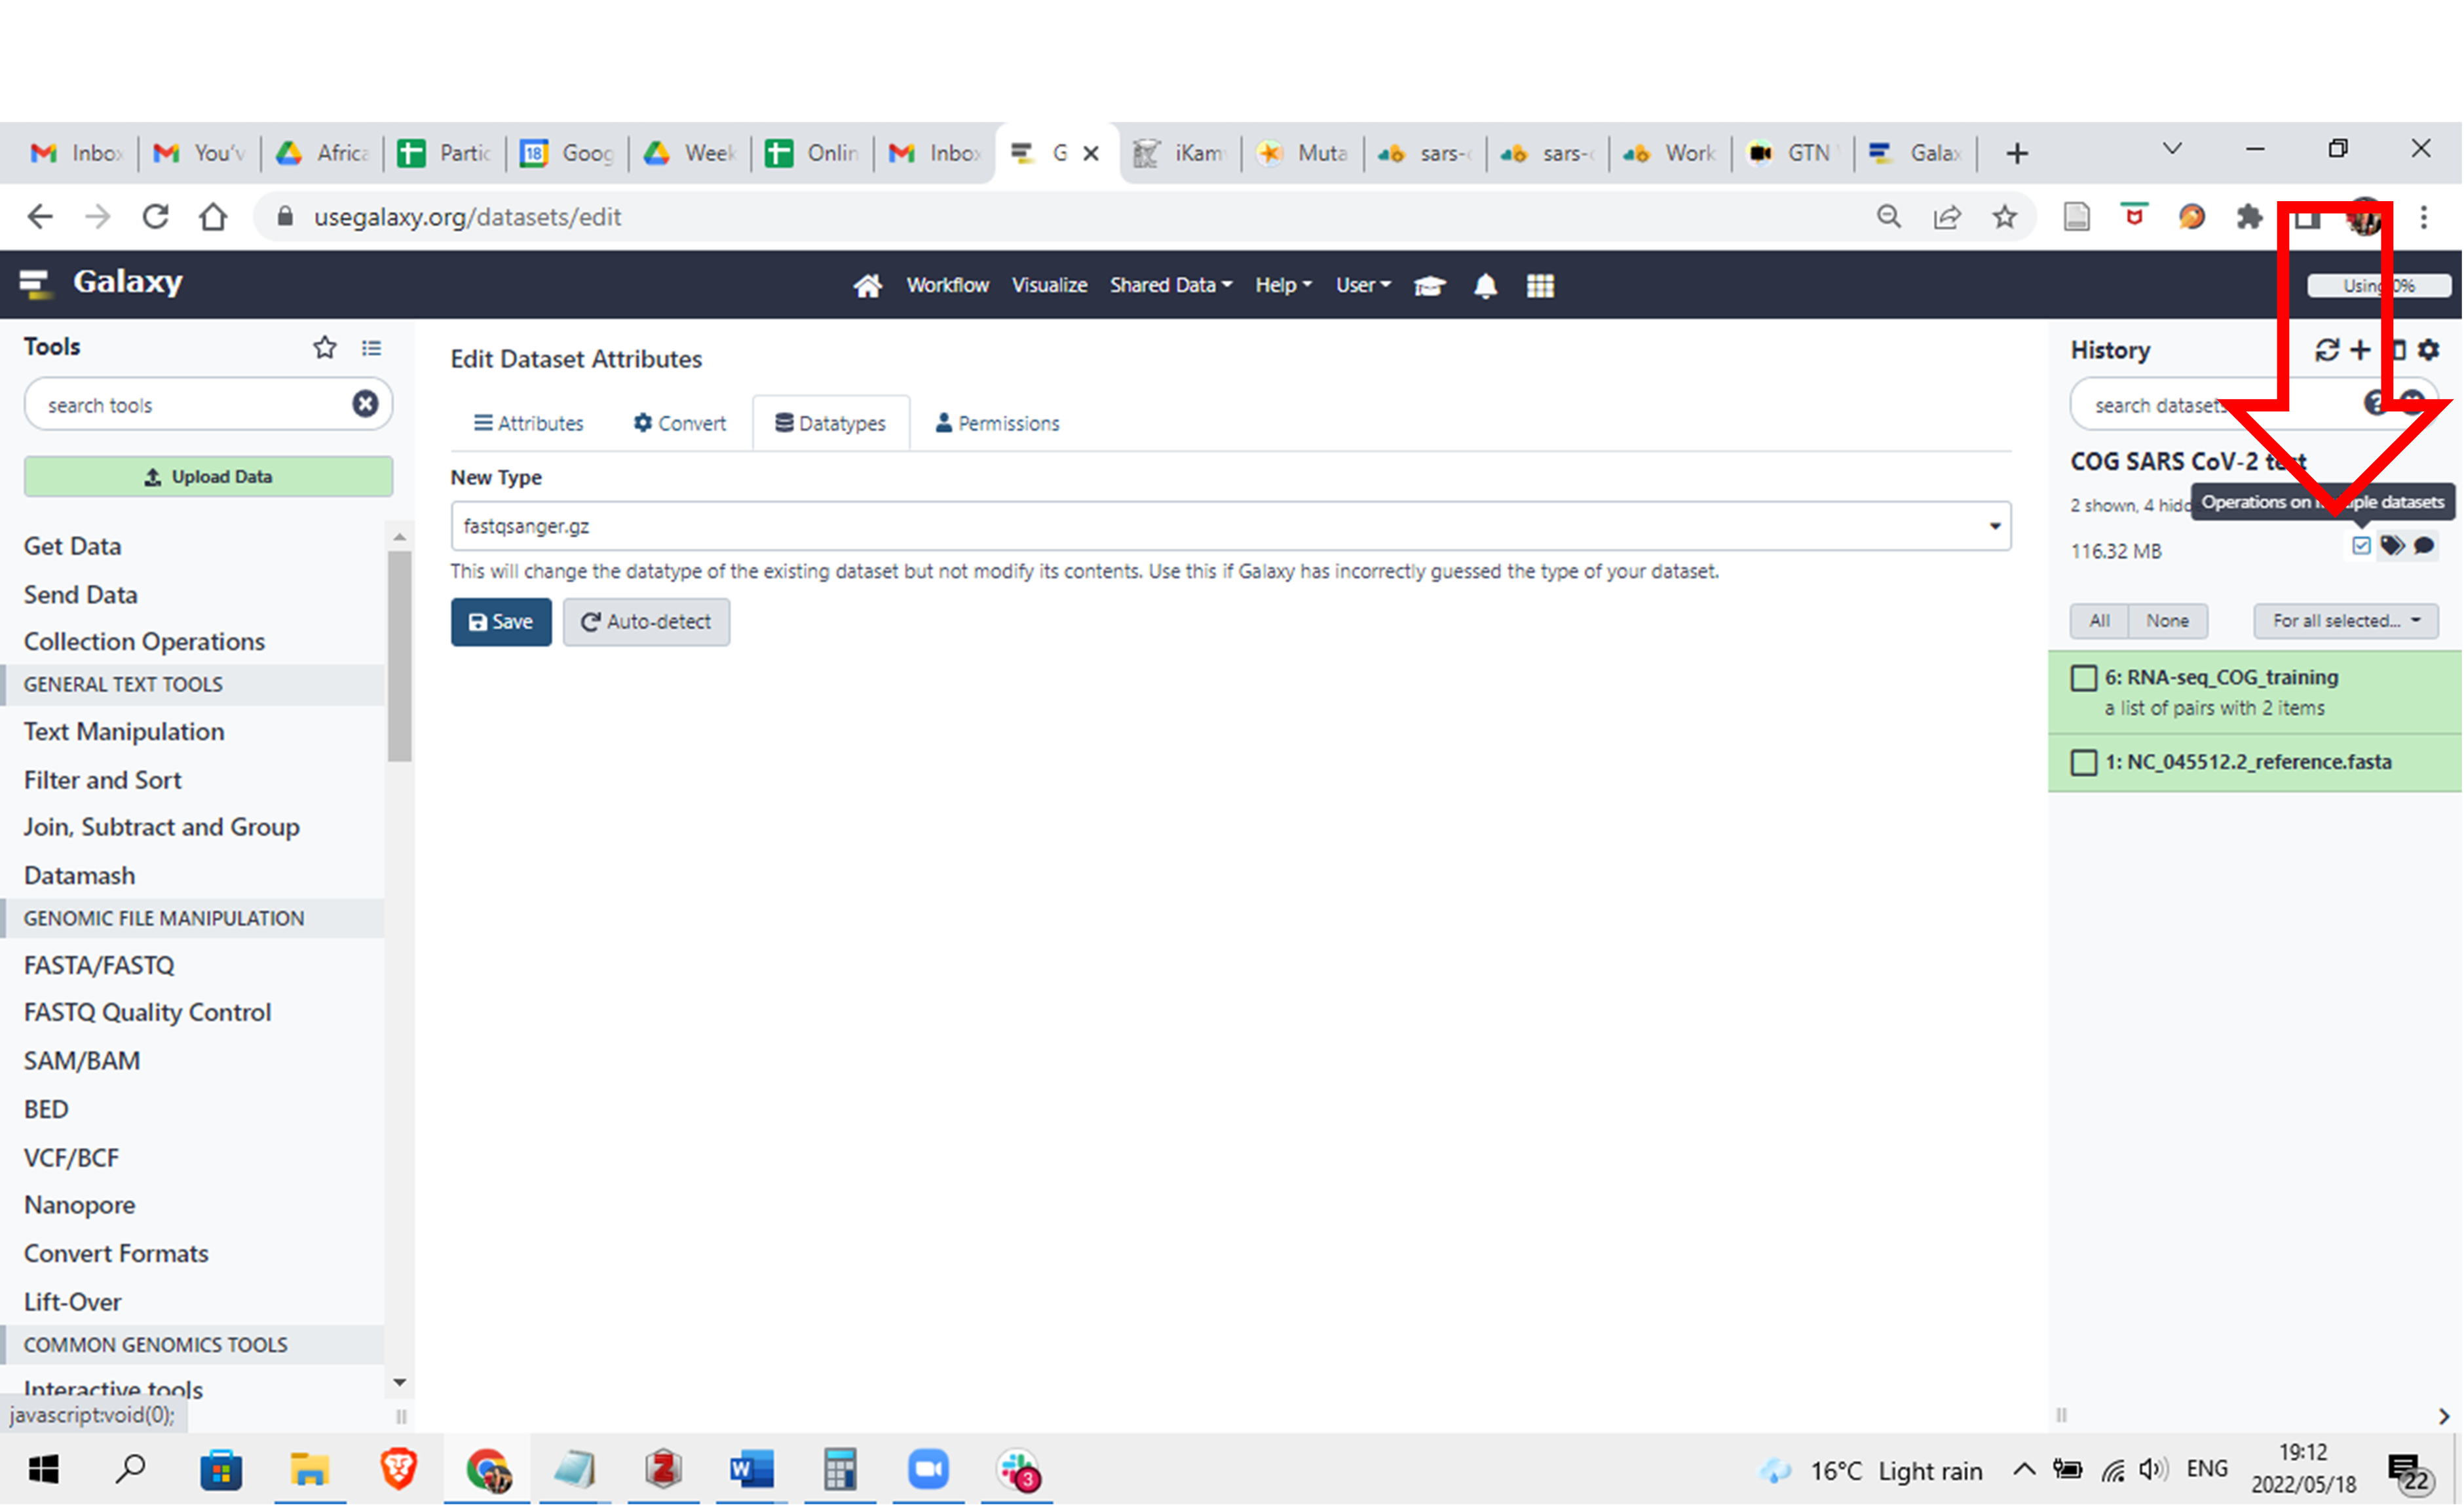 Inbox
You'v
Africa
Partic
18
Goog
Week
Onlin
Inbox
G
iKam
Muta
sars-
sars-
Work
GTN
Galax
usegalaxy.org/datasets/edit
Galaxy
Workflow
Visualize
Shared Data
Help
User
Using 0%
Tools
search tools
Upload Data
Get Data
Send Data
Collection Operations
GENERAL TEXT TOOLS
Text Manipulation
Filter and Sort
Join, Subtract and Group
Datamash
GENOMIC FILE MANIPULATION
FASTA/FASTQ
FASTQ Quality Control
SAM/BAM
BED
VCF/BCF
Nanopore
Convert Formats
Lift-Over
COMMON GENOMICS TOOLS
Interactive tools
javascript:void(0);
Edit Dataset Attributes
Attributes
Convert
Datatypes
Permissions
New Type
fastqsanger.gz
This will change the datatype of the existing dataset but not modify its contents. Use this if Galaxy has incorrectly guessed the type of your dataset.
Save
Auto-detect
History
search datasets
COG SARS CoV-2 test
2 shown, 4 hidd
Operations on multiple datasets
116.32 MB
All
None
For all selected...
6: RNA-seq_COG_training
a list of pairs with 2 items
1: NC_045512.2_reference.fasta
3
16°C Light rain
ENG
19:12
2022/05/18
22